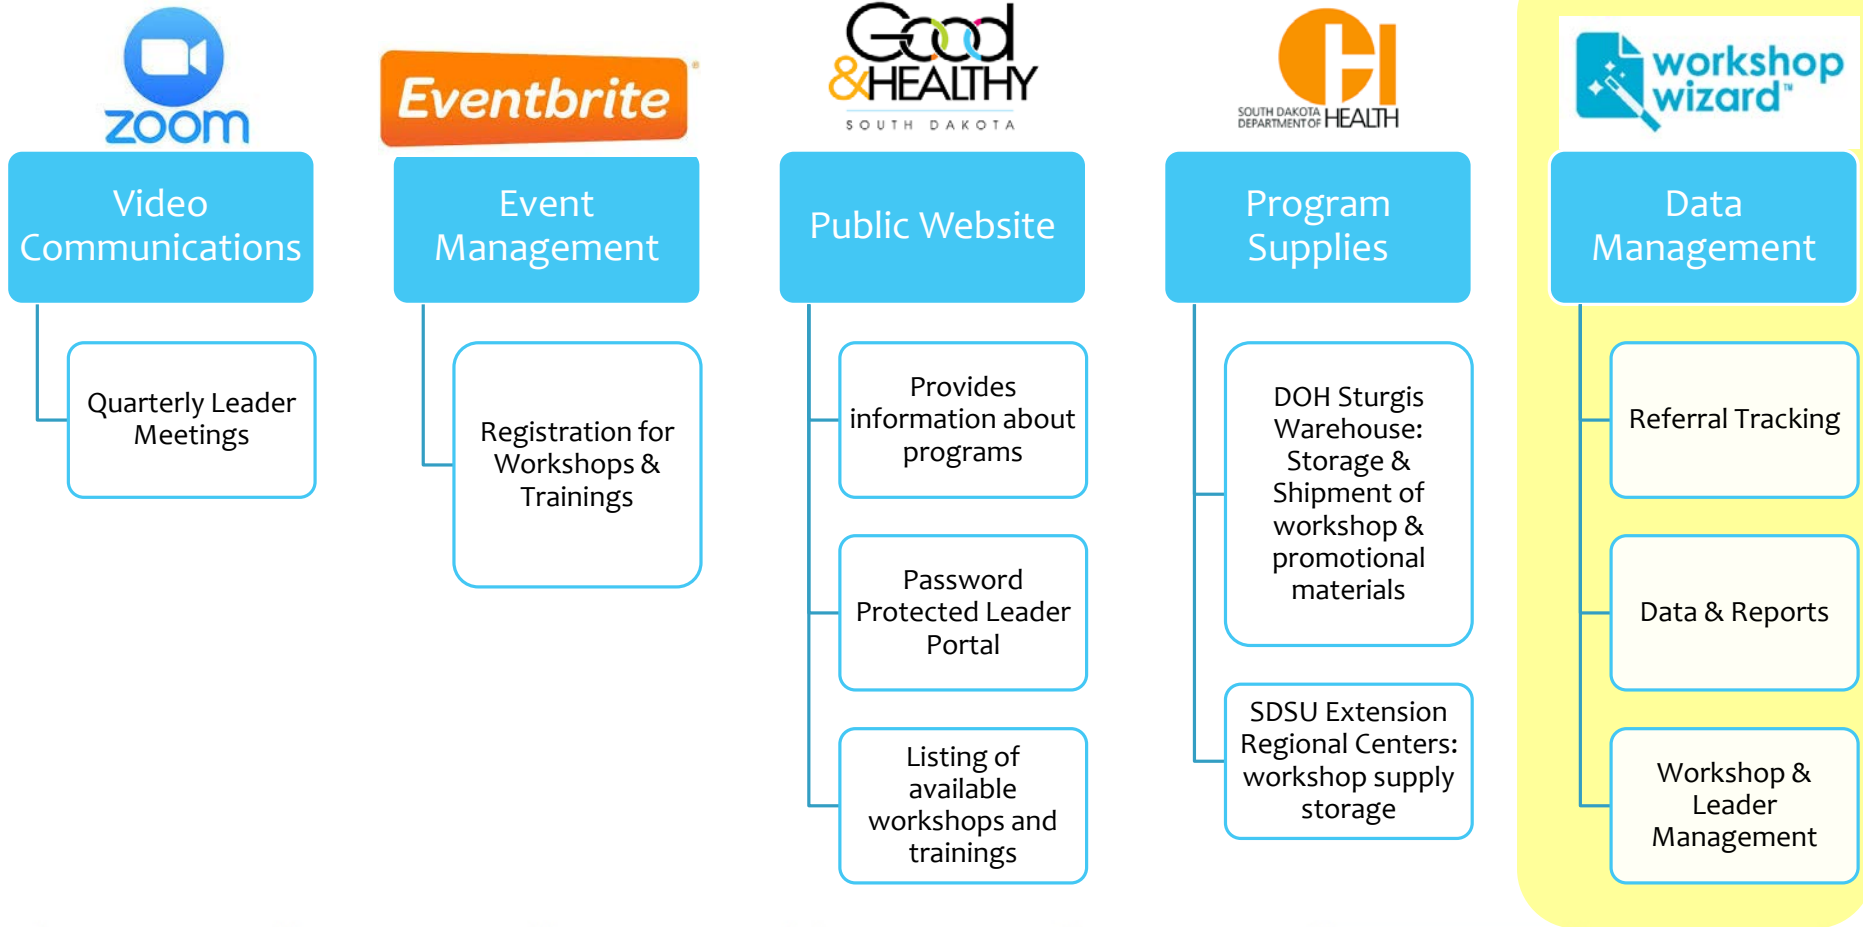 zoom
Video
Communications
Quarterly Leader
Meetings
Eventbrite®
Event
Management
Registration for
Workshops &
Trainings
Good
&HEALTHY
SOUTH DAKOTA
Public Website
Provides
information about
programs
Password
Protected Leader
Portal
Listing of
available
workshops and
trainings
SOUTH DAKOTA
DEPARTMENT OF HEALTH
Program
Supplies
DOH Sturgis
Warehouse:
Storage &
Shipment of
workshop &
promotional
materials
SDSU Extension
Regional Centers:
workshop supply
storage
workshop
wizard™
Data
Management
Referral Tracking
Data & Reports
Workshop &
Leader
Management